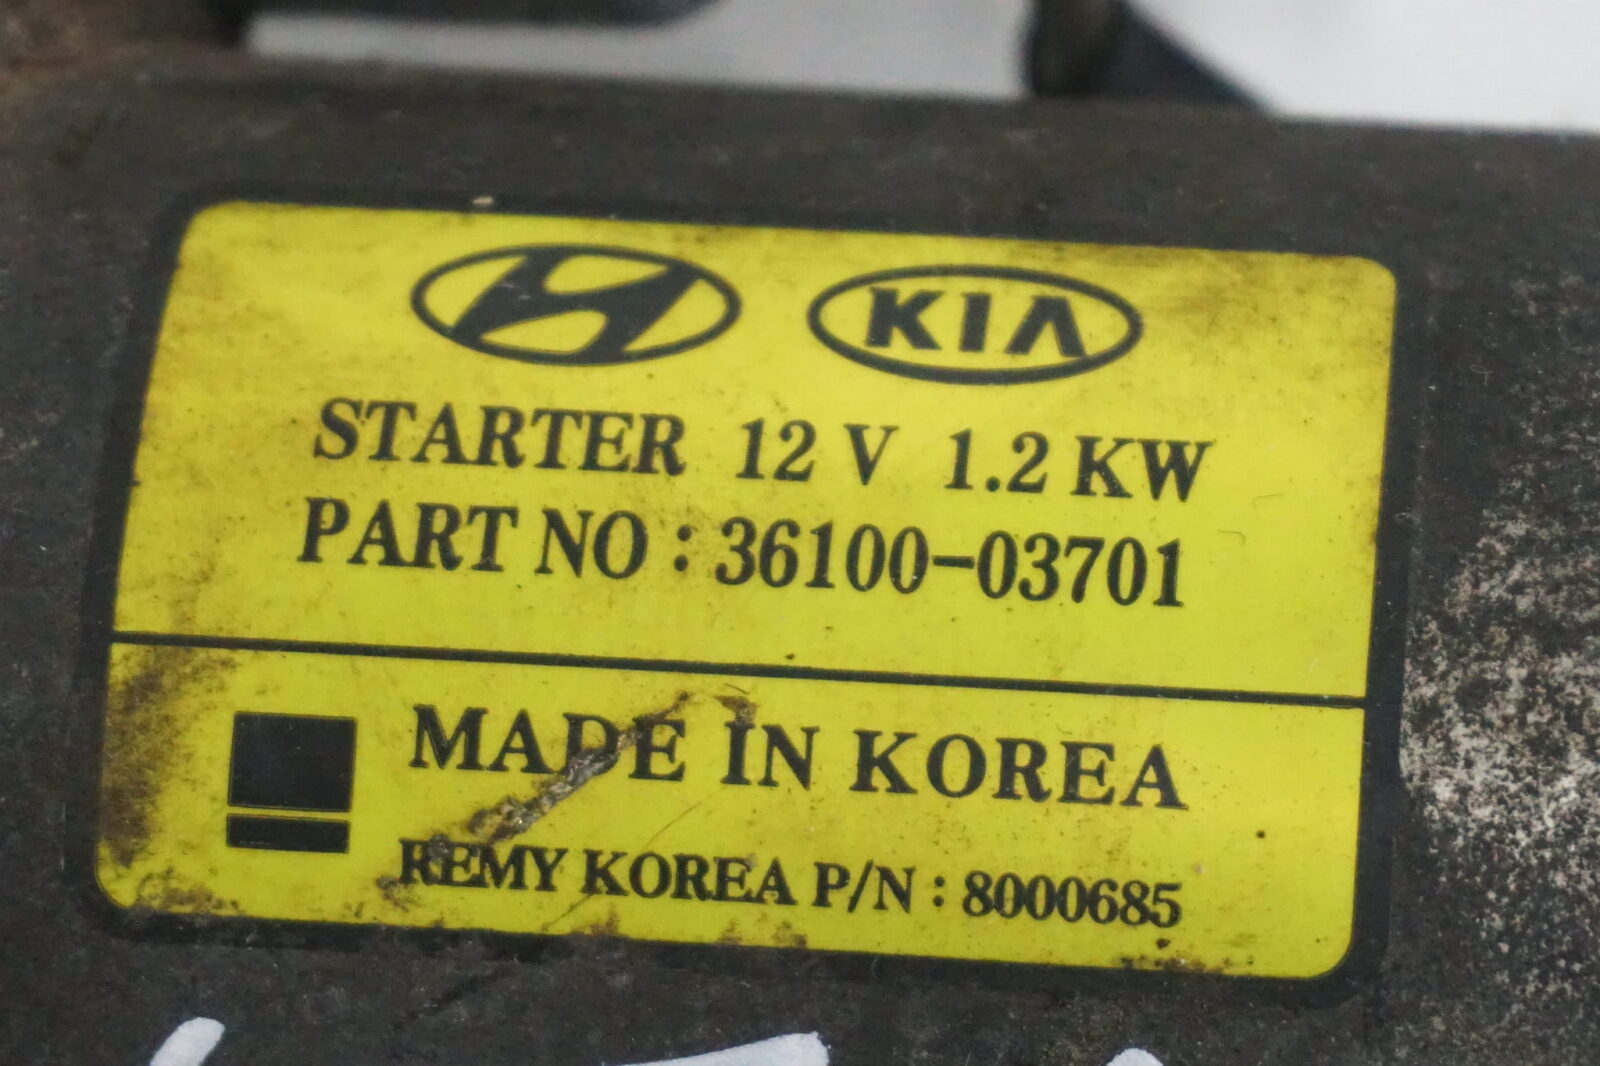 KIA
STARTER 12 V 1.2 KW
PART NO : 36100-03701
MADE IN KOREA
REMY KOREA P/N : 8000685